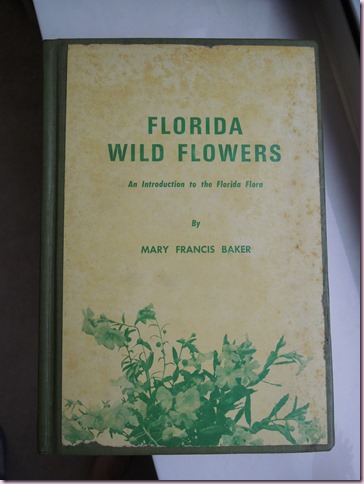 FLORIDA
WILD FLOWERS
An Introduction to the Florida Flora
By
MARY FRANCIS BAKER